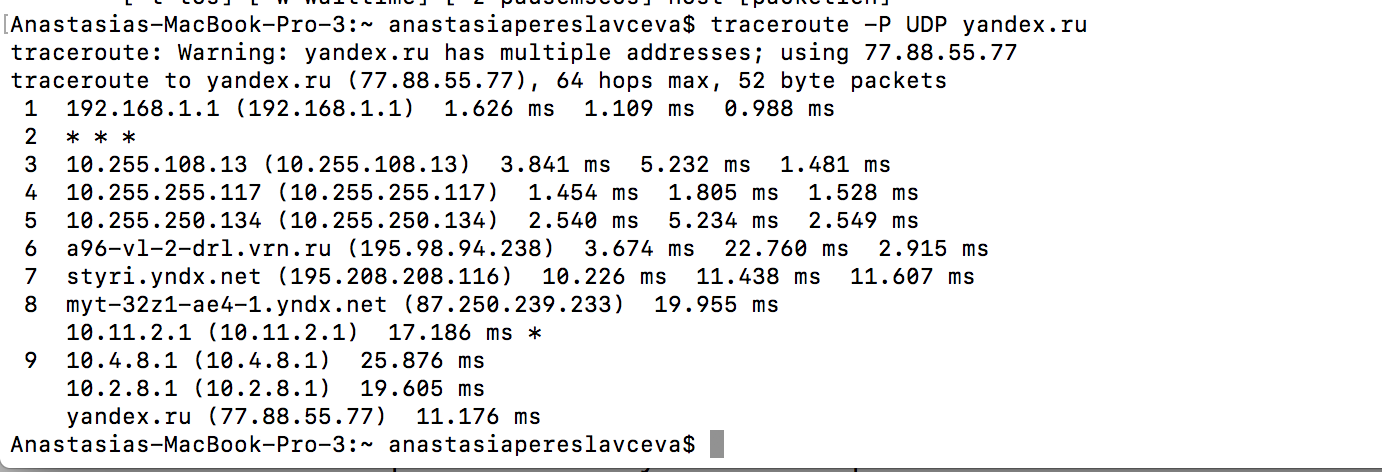 [-t tos] [-w waittime] [-z pausemsecs] host [packetlen]
[Anastasias-MacBook-Pro-3:~ anastasiapereslavceva$ traceroute -P UDP yandex.ru
traceroute: Warning: yandex.ru has multiple addresses; using 77.88.55.77
traceroute to yandex.ru (77.88.55.77), 64 hops max, 52 byte packets
1 192.168.1.1 (192.168.1.1) 1.626 ms 1.109 ms 0.988 ms
2 * * *
3 10.255.108.13 (10.255.108.13) 3.841 ms 5.232 ms 1.481 ms
4 10.255.255.117 (10.255.255.117) 1.454 ms 1.805 ms 1.528 ms
5 10.255.250.134 (10.255.250.134) 2.540 ms 5.234 ms 2.549 ms
6 a96-vl-2-drl.vrn.ru (195.98.94.238) 3.674 ms 22.760 ms 2.915 ms
7 styri.yndx.net (195.208.208.116) 10.226 ms 11.438 ms 11.607 ms
8 myt-32z1-ae4-1.yndx.net (87.250.239.233) 19.955 ms
10.11.2.1 (10.11.2.1) 17.186 ms *
9 10.4.8.1 (10.4.8.1) 25.876 ms
10.2.8.1 (10.2.8.1) 19.605 ms
yandex.ru (77.88.55.77) 11.176 ms
Anastasias-MacBook-Pro-3:~ anastasiapereslavceva$